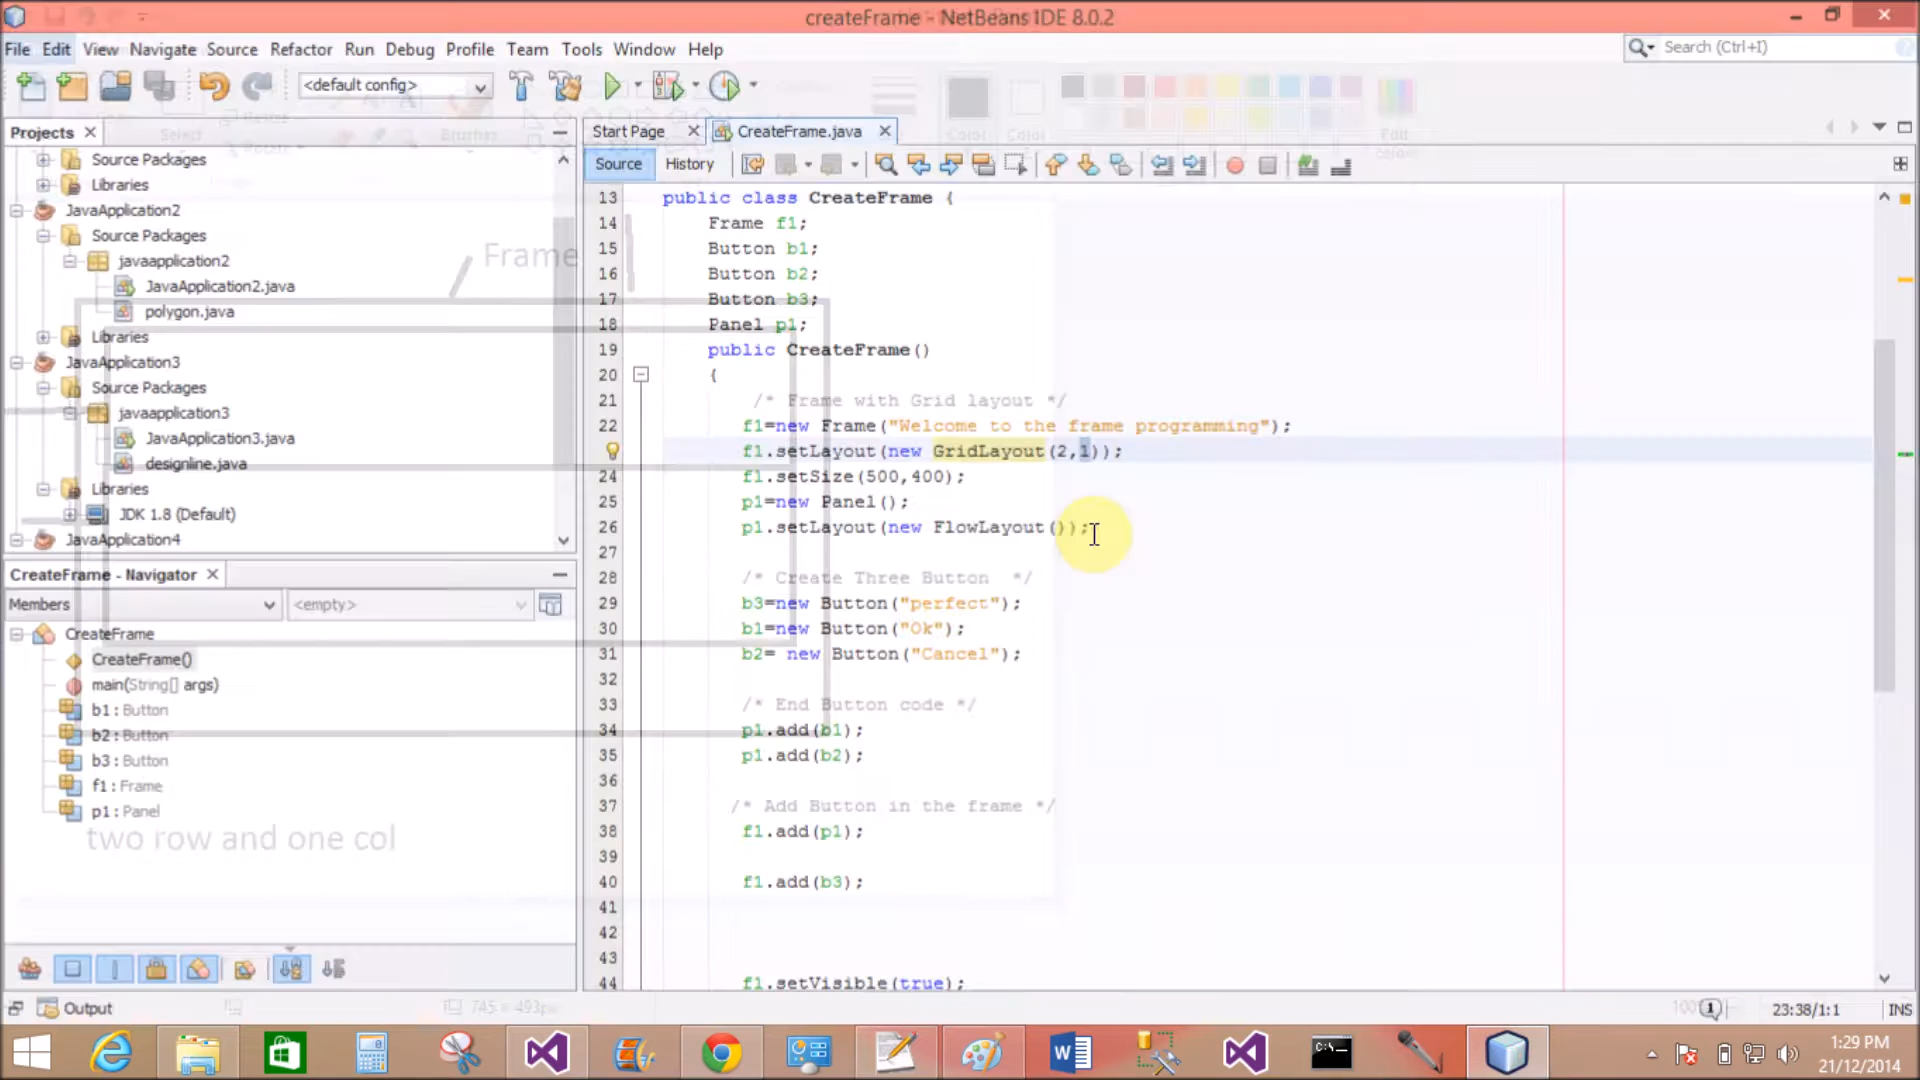 createFrame - NetBeans IDE 8.0.2
File Edit View Navigate Source Refactor Run Debug Profile Team Tools Window Help
Search (Ctrl+I)
<default config>
Select
Brushes
Color
Color
Edit
Projects
Start Page
CreateFrame.java
Source
History
Source Packages
Libraries
JavaApplication2
Source Packages
javaapplication2
JavaApplication2.java
polygon.java
Libraries
JavaApplication3
Source Packages
javaapplication3
JavaApplication3.java
designline.java
Libraries
JDK 1.8 (Default)
JavaApplication4
Frame
CreateFrame - Navigator
Members
<empty>
CreateFrame
CreateFrame()
main(String[] args)
b1 : Button
b2 : Button
b3 : Button
f1 : Frame
p1 : Panel
two row and one col
13 public class CreateFrame {
14 Frame f1;
15 Button b1;
16 Button b2;
17 Button b3;
18 Panel p1;
19 public CreateFrame()
20 {
21 /* Frame with Grid layout */
22 f1=new Frame("Welcome to the frame programming");
f1.setLayout(new GridLayout(2,1));
24 f1.setSize(500,400);
25 p1=new Panel();
26 p1.setLayout(new FlowLayout());
27
28 /* Create Three Button */
29 b3=new Button("perfect");
30 b1=new Button("Ok");
31 b2= new Button("Cancel");
32
33 /* End Button code */
34 p1.add(b1);
35 p1.add(b2);
36
37 /* Add Button in the frame */
38 f1.add(p1);
39
40 f1.add(b3);
41
42
43
44 f1.setVisible(true);
Output
745 × 493px
23:38/1:1
INS
1:29 PM
21/12/2014